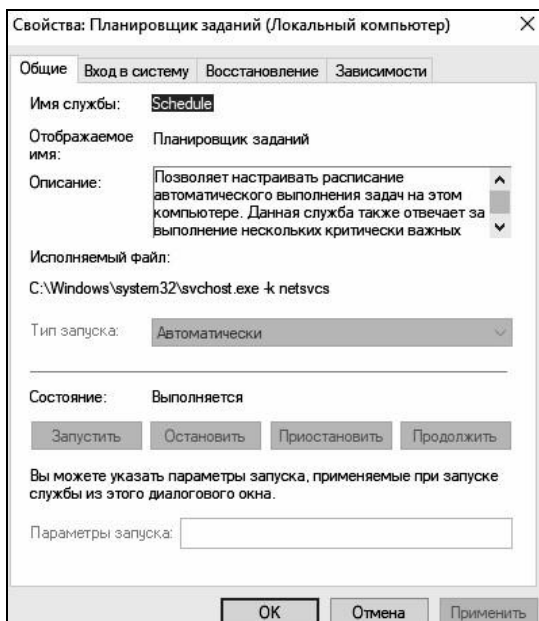 Свойства: Планировщик заданий (Локальный компьютер)
Общие Вход в систему Восстановление Зависимости
Имя службы: Schedule
Отображаемое имя: Планировщик заданий
Описание: Позволяет настраивать расписание
автоматического выполнения задач на этом
компьютере. Данная служба также отвечает за
выполнение нескольких критически важных
Исполняемый файл:
C:\Windows\system32\svchost.exe -k netsvcs
Тип запуска: Автоматически
Состояние: Выполняется
Запустить Остановить Приостановить Продолжить
Вы можете указать параметры запуска, применяемые при запуске
службы из этого диалогового окна.
Параметры запуска:
OK Отмена Применить